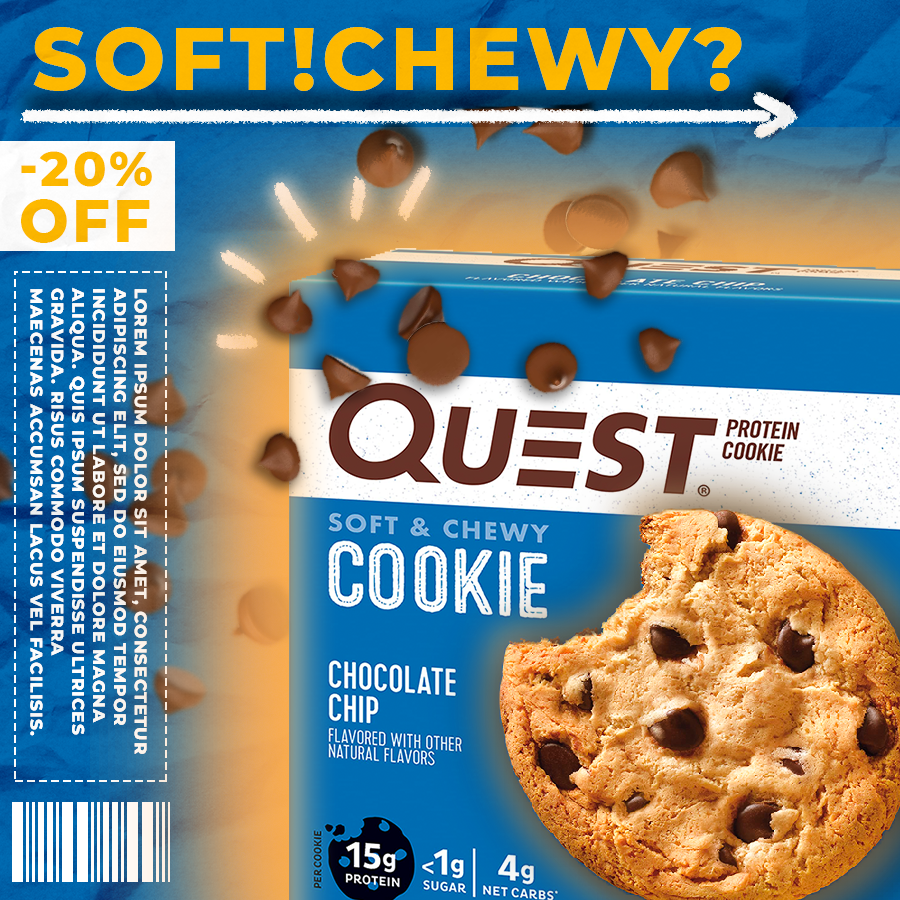 SOFT!CHEWY?
-20%
OFF
LOREM IPSUM DOLOR SIT AMET, CONSECTETUR
ADIPISCING ELIT, SED DO EIUSMOD TEMPOR
INCIDIDUNT UT LABORE ET DOLORE MAGNA
ALIQUA. QUIS IPSUM SUSPENDISSE ULTRICES
GRAVIDA. RISUS COMMODO VIVERRA
MAECENAS ACCUMSAN LACUS VEL FACILISIS.
QUEST
CHOCOLATE CHIP
QUEST®
PROTEIN
COOKIE
SOFT & CHEWY
COOKIE
CHOCOLATE
CHIP
FLAVORED WITH OTHER
NATURAL FLAVORS
PER COOKIE
15g
PROTEIN
<1g
SUGAR
4g
NET CARBS*